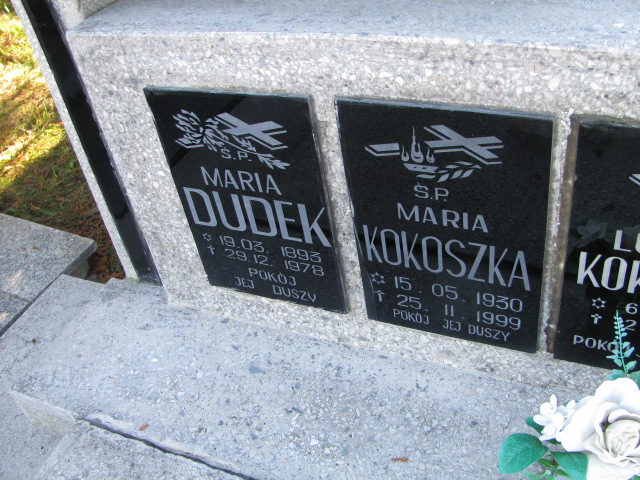 Ś.P.
MARIA
DUDEK
✡ 19.03. 1893
✝ 29.12. 1978
POKÓJ
JEJ DUSZY
Ś.P.
MARIA
KOKOSZKA
✡ 15. 05. 1930
✝ 25. 11 1999
POKÓJ JEJ DUSZY